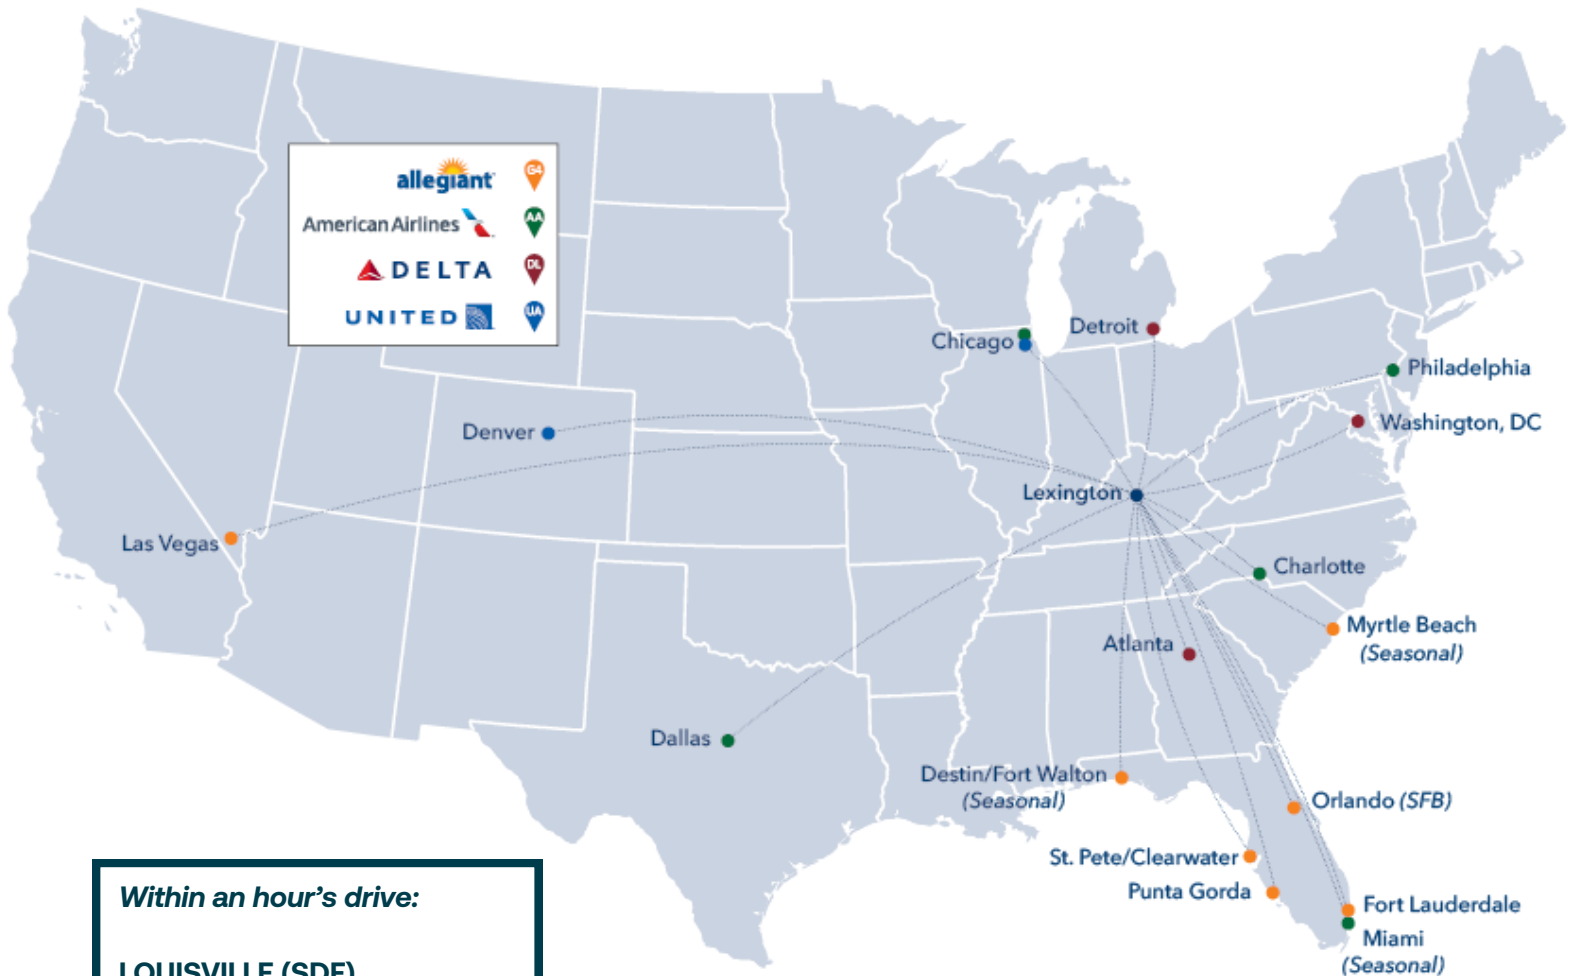 allegiant G4
American Airlines AA
DELTA DL
UNITED UA
Detroit
Chicago
Philadelphia
Washington, DC
Denver
Lexington
Las Vegas
Charlotte
Myrtle Beach
(Seasonal)
Atlanta
Dallas
Destin/Fort Walton
(Seasonal)
Orlando (SFB)
St. Pete/Clearwater
Punta Gorda
Fort Lauderdale
Miami
(Seasonal)
Within an hour’s drive:
LOUISVILLE (SDF)